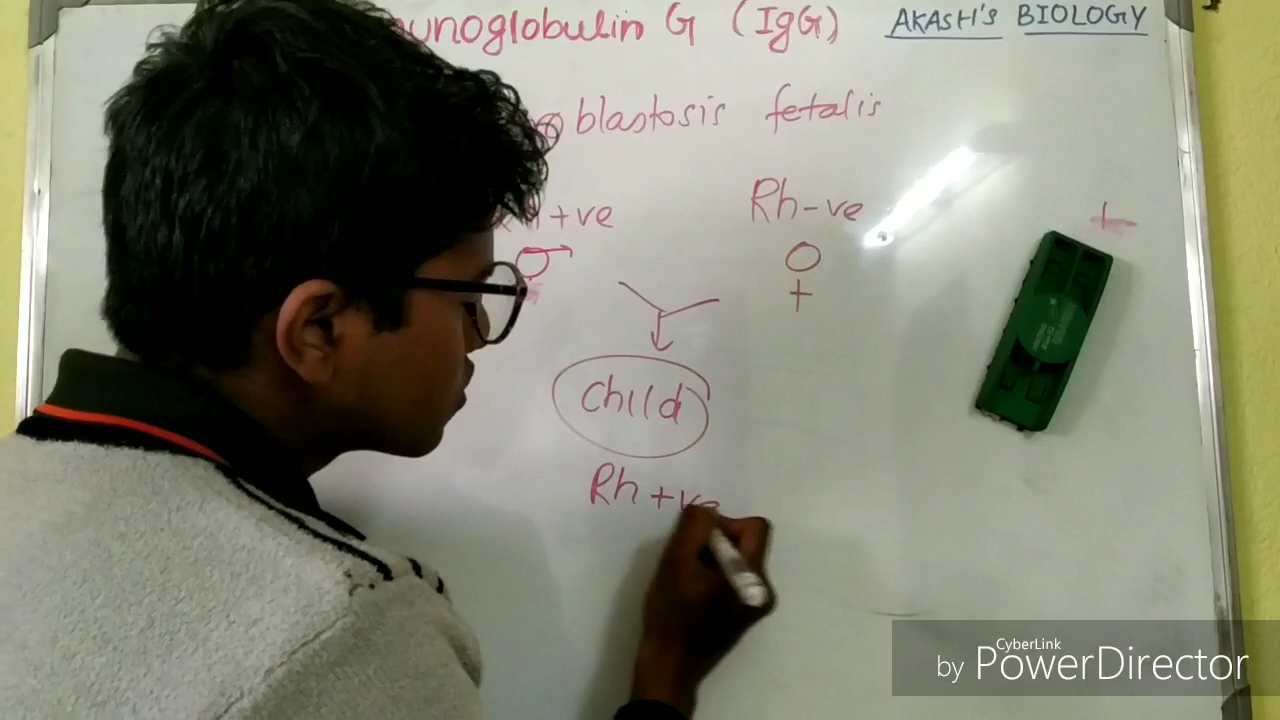 unoglobulin G (IgG) AKASH'S BIOLOGY
blastosis fetalis
+ve Rh-ve
Child
Rh +ve
CyberLink
by PowerDirector